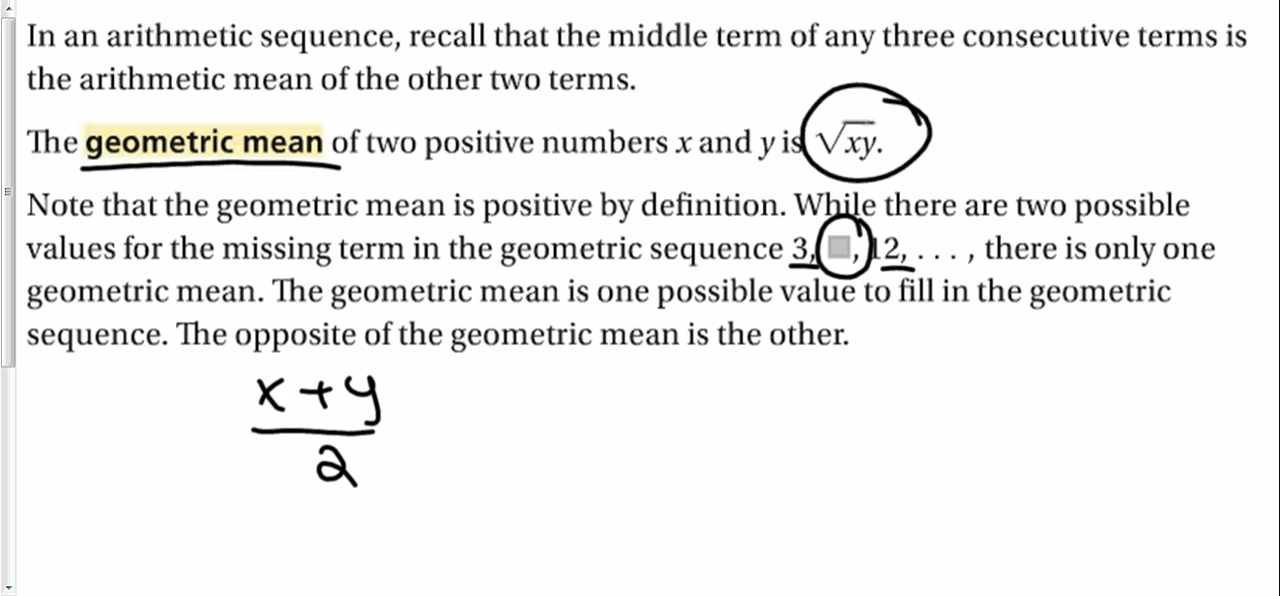 In an arithmetic sequence, recall that the middle term of any three consecutive terms is
the arithmetic mean of the other two terms.
The geometric mean of two positive numbers x and y is √xy.
Note that the geometric mean is positive by definition. While there are two possible
values for the missing term in the geometric sequence 3, ■, 12, . . . , there is only one
geometric mean. The geometric mean is one possible value to fill in the geometric
sequence. The opposite of the geometric mean is the other.
x + y
2